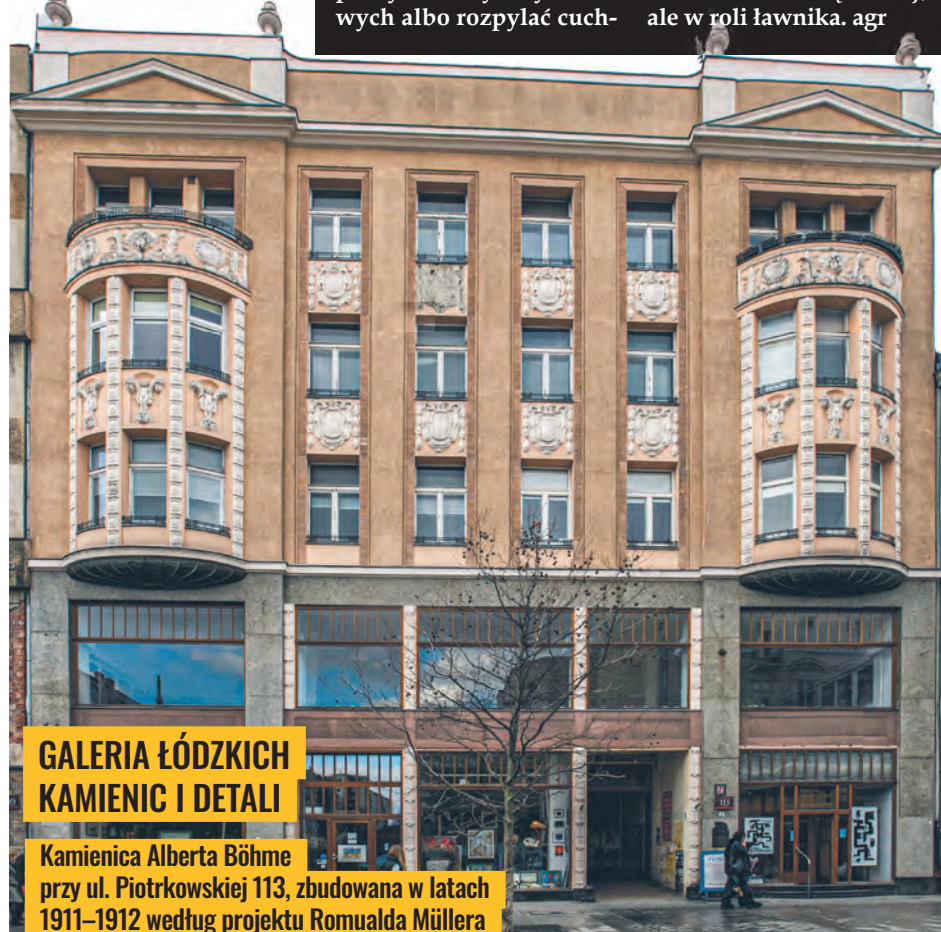 wych albo rozpylać cuch-
ale w roli ławnika. agr
113
GALERIA ŁÓDZKICH
KAMIENIC I DETALI
Kamienica Alberta Böhme
przy ul. Piotrkowskiej 113, zbudowana w latach
1911–1912 według projektu Romualda Müllera